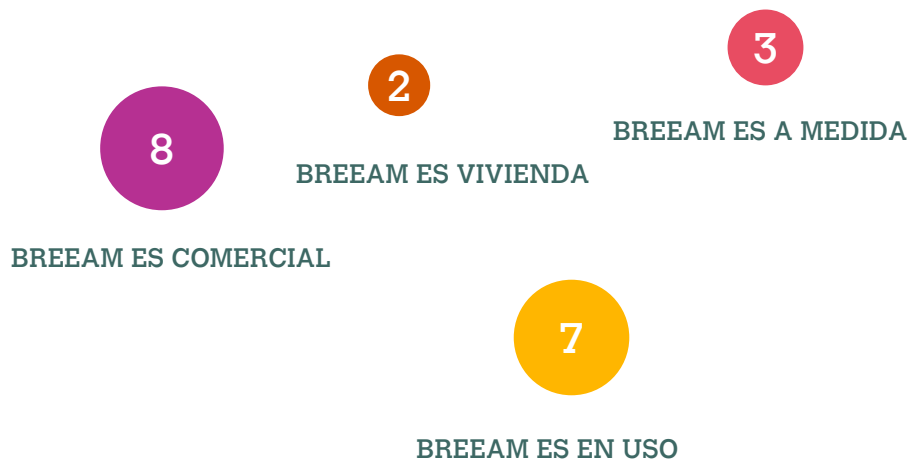 8
BREEAM ES COMERCIAL
2
BREEAM ES VIVIENDA
3
BREEAM ES A MEDIDA
7
BREEAM ES EN USO